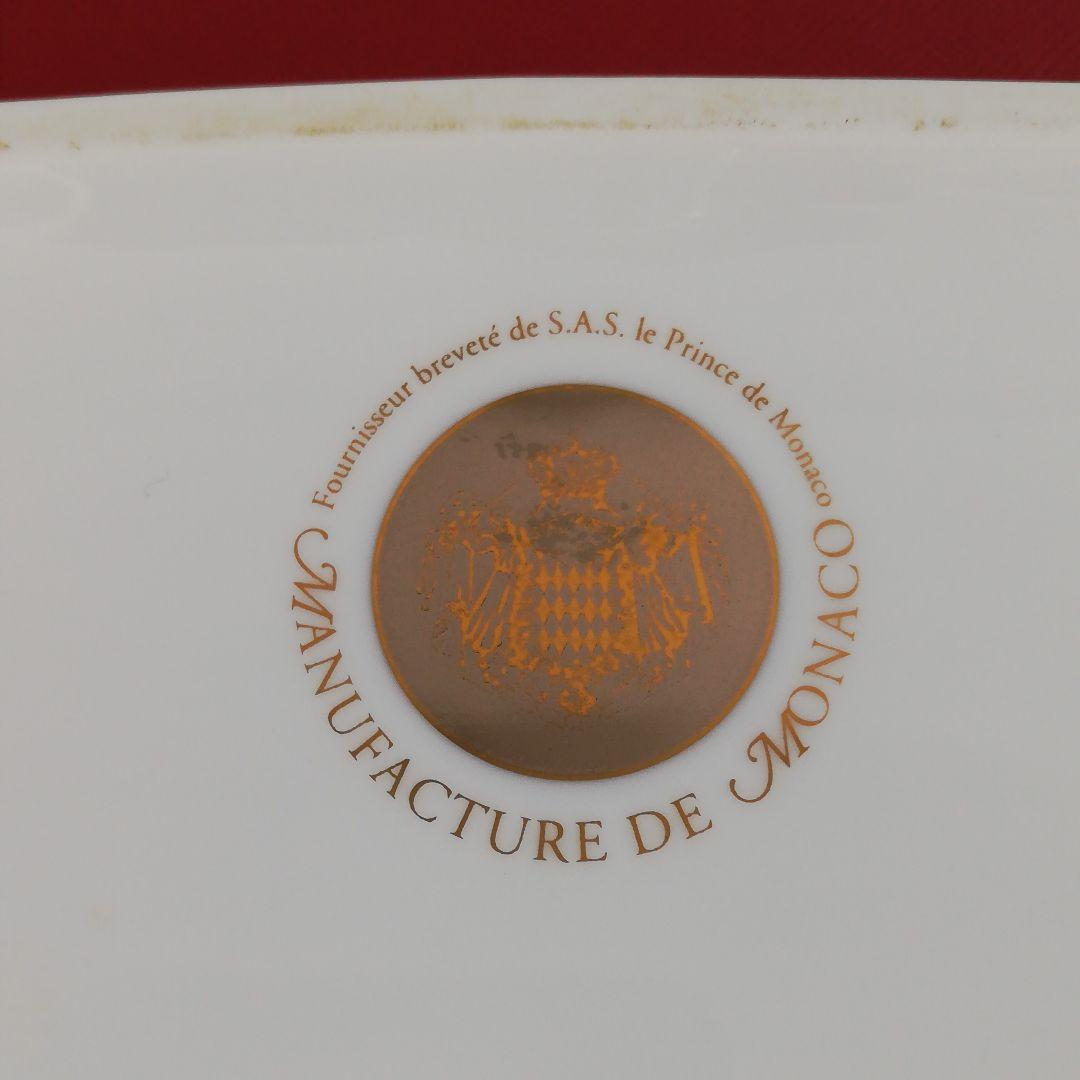 Fournisseur breveté de S.A.S. le Prince de Monaco
MANUFACTURE DE MONACO